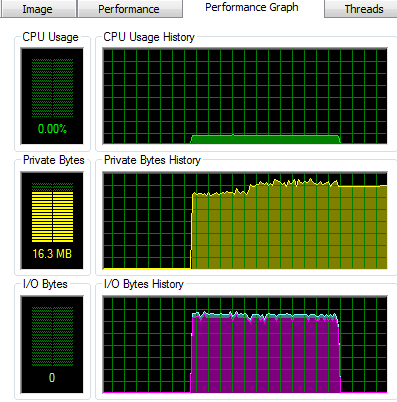 Image Performance Performance Graph Threads
CPU Usage CPU Usage History
0.00%
Private Bytes Private Bytes History
16.3 MB
I/O Bytes I/O Bytes History
0